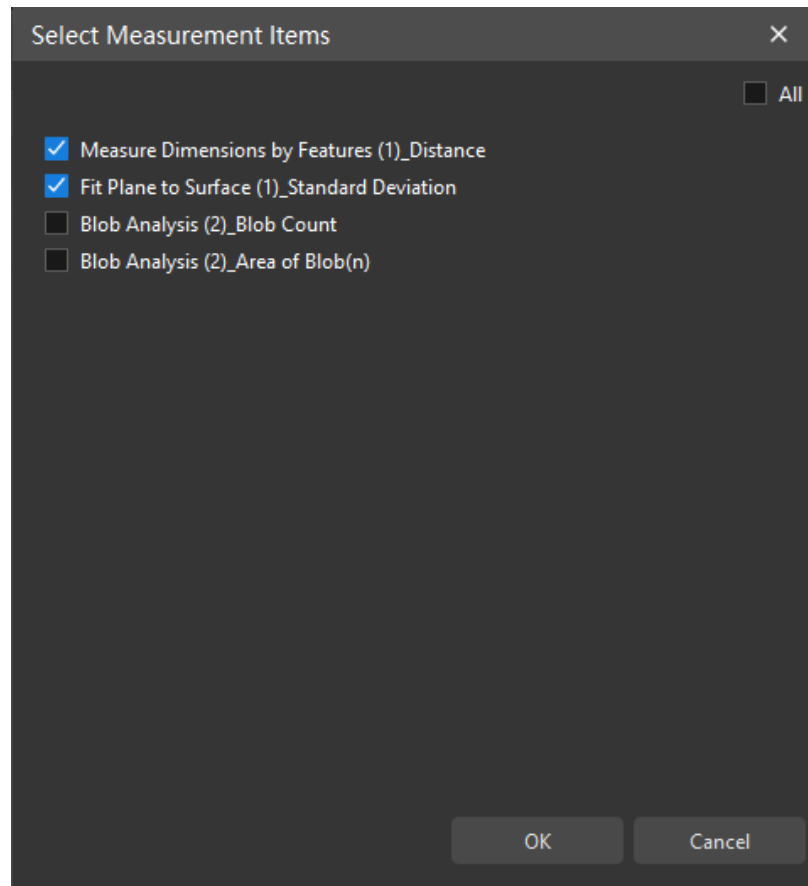 Select Measurement Items
All
Measure Dimensions by Features (1)_Distance
Fit Plane to Surface (1)_Standard Deviation
Blob Analysis (2)_Blob Count
Blob Analysis (2)_Area of Blob(n)
OK Cancel